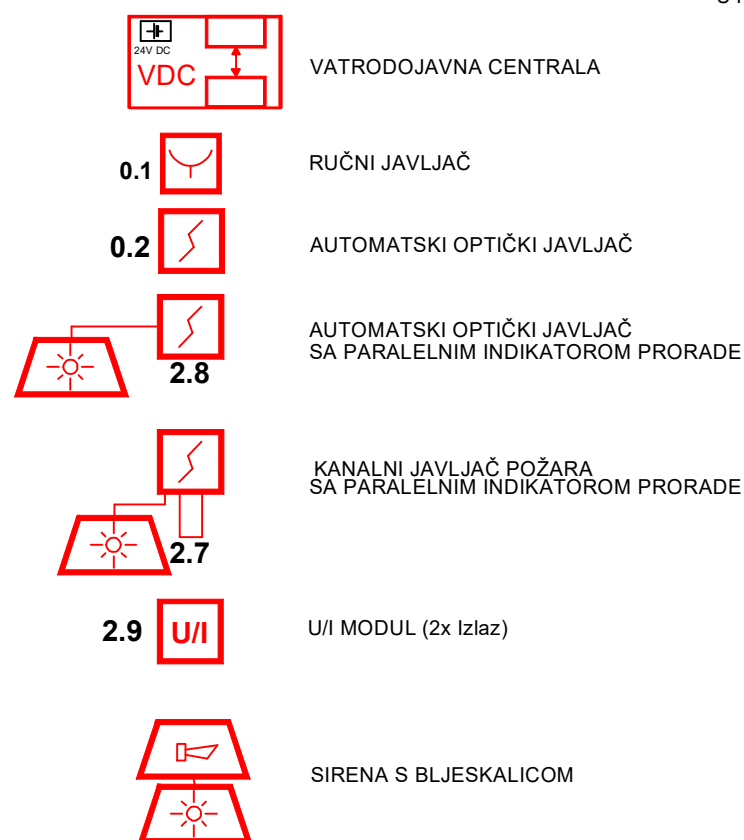 24V DC
VDC
VATRODOJAVNA CENTRALA
0.1
RUČNI JAVLJAČ
0.2
AUTOMATSKI OPTIČKI JAVLJAČ
AUTOMATSKI OPTIČKI JAVLJAČ
SA PARALELNIM INDIKATOROM PRORADE
2.8
KANALNI JAVLJAČ POŽARA
SA PARALELNIM INDIKATOROM PRORADE
2.7
2.9
U/I
U/I MODUL (2x Izlaz)
SIRENA S BLJESKALICOM